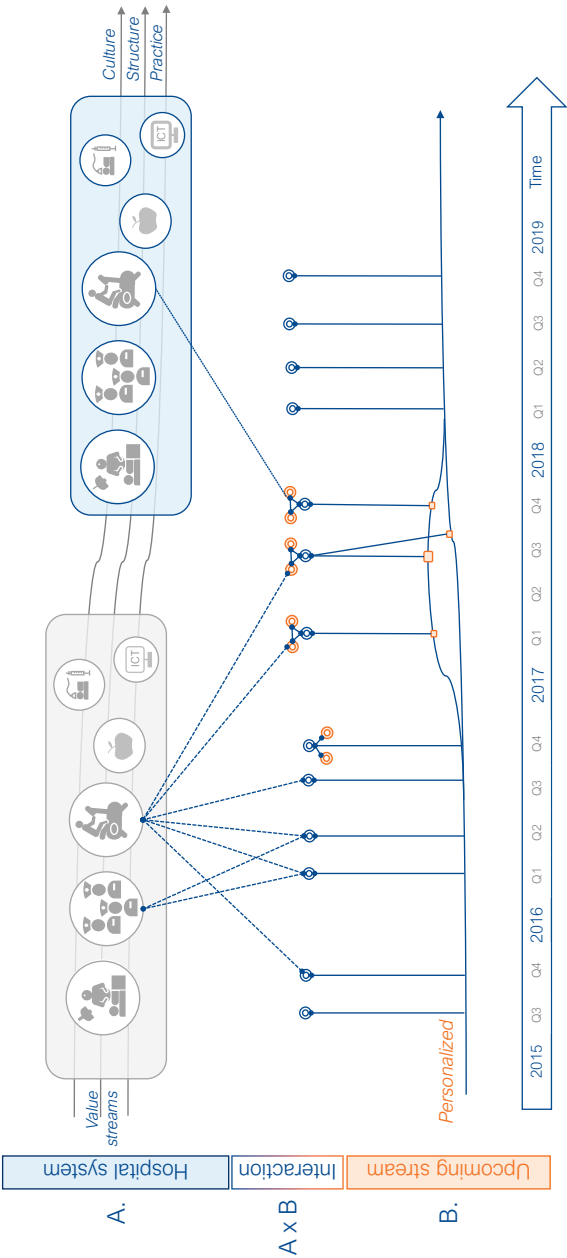 A.
Hospital system
Value
streams
ICT
ICT
Culture
Structure
Practice
A x B
Interaction
B.
Upcoming stream
Personalized
2015 Q3 Q4 2016 Q1 Q2 Q3 Q4 2017 Q1 Q2 Q3 Q4 2018 Q1 Q2 Q3 Q4 2019 Time